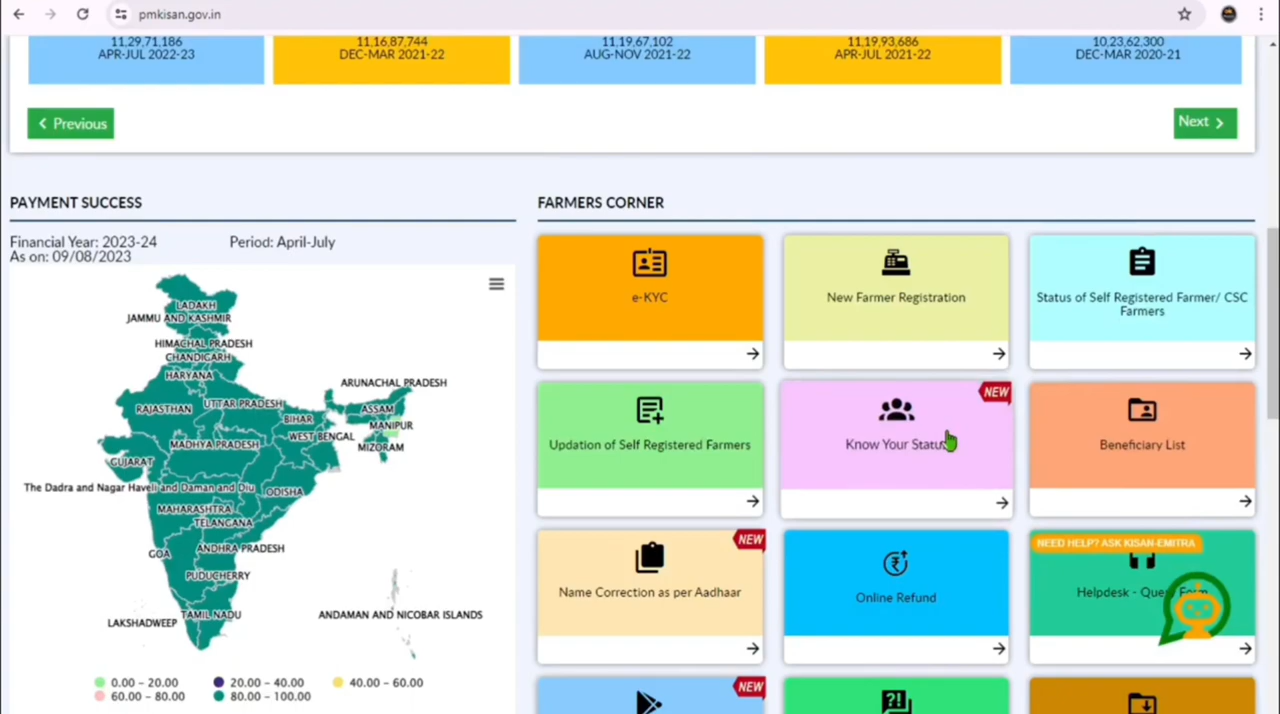 pmkisan.gov.in
11,29,71,186
APR-JUL 2022-23
11,16,87,744
DEC-MAR 2021-22
11,19,67,102
AUG-NOV 2021-22
11,19,93,686
APR-JUL 2021-22
10,23,62,300
DEC-MAR 2020-21
Previous
Next
PAYMENT SUCCESS
Financial Year: 2023-24 Period: April-July
As on: 09/08/2023
LADAKH
JAMMU AND KASHMIR
HIMACHAL PRADESH
CHANDIGARH
HARYANA
ARUNACHAL PRADESH
RAJASTHAN
UTTAR PRADESH
ASSAM
BIHAR
MANIPUR
MADHYA PRADESH
WEST BENGAL
MIZORAM
GUJARAT
The Dadra and Nagar Haveli and Daman and Diu
ODISHA
MAHARASHTRA
TELANGANA
GOA
ANDHRA PRADESH
PUDUCHERRY
TAMIL NADU
LAKSHADWEEP
ANDAMAN AND NICOBAR ISLANDS
0.00 – 20.00 20.00 – 40.00 40.00 – 60.00
60.00 – 80.00 80.00 – 100.00
FARMERS CORNER
e-KYC
New Farmer Registration
Status of Self Registered Farmer/ CSC
Farmers
Updation of Self Registered Farmers
NEW
Know Your Status
Beneficiary List
NEW
Name Correction as per Aadhaar
Online Refund
NEED HELP? ASK KISAN-EMITRA
Helpdesk - Query
NEW